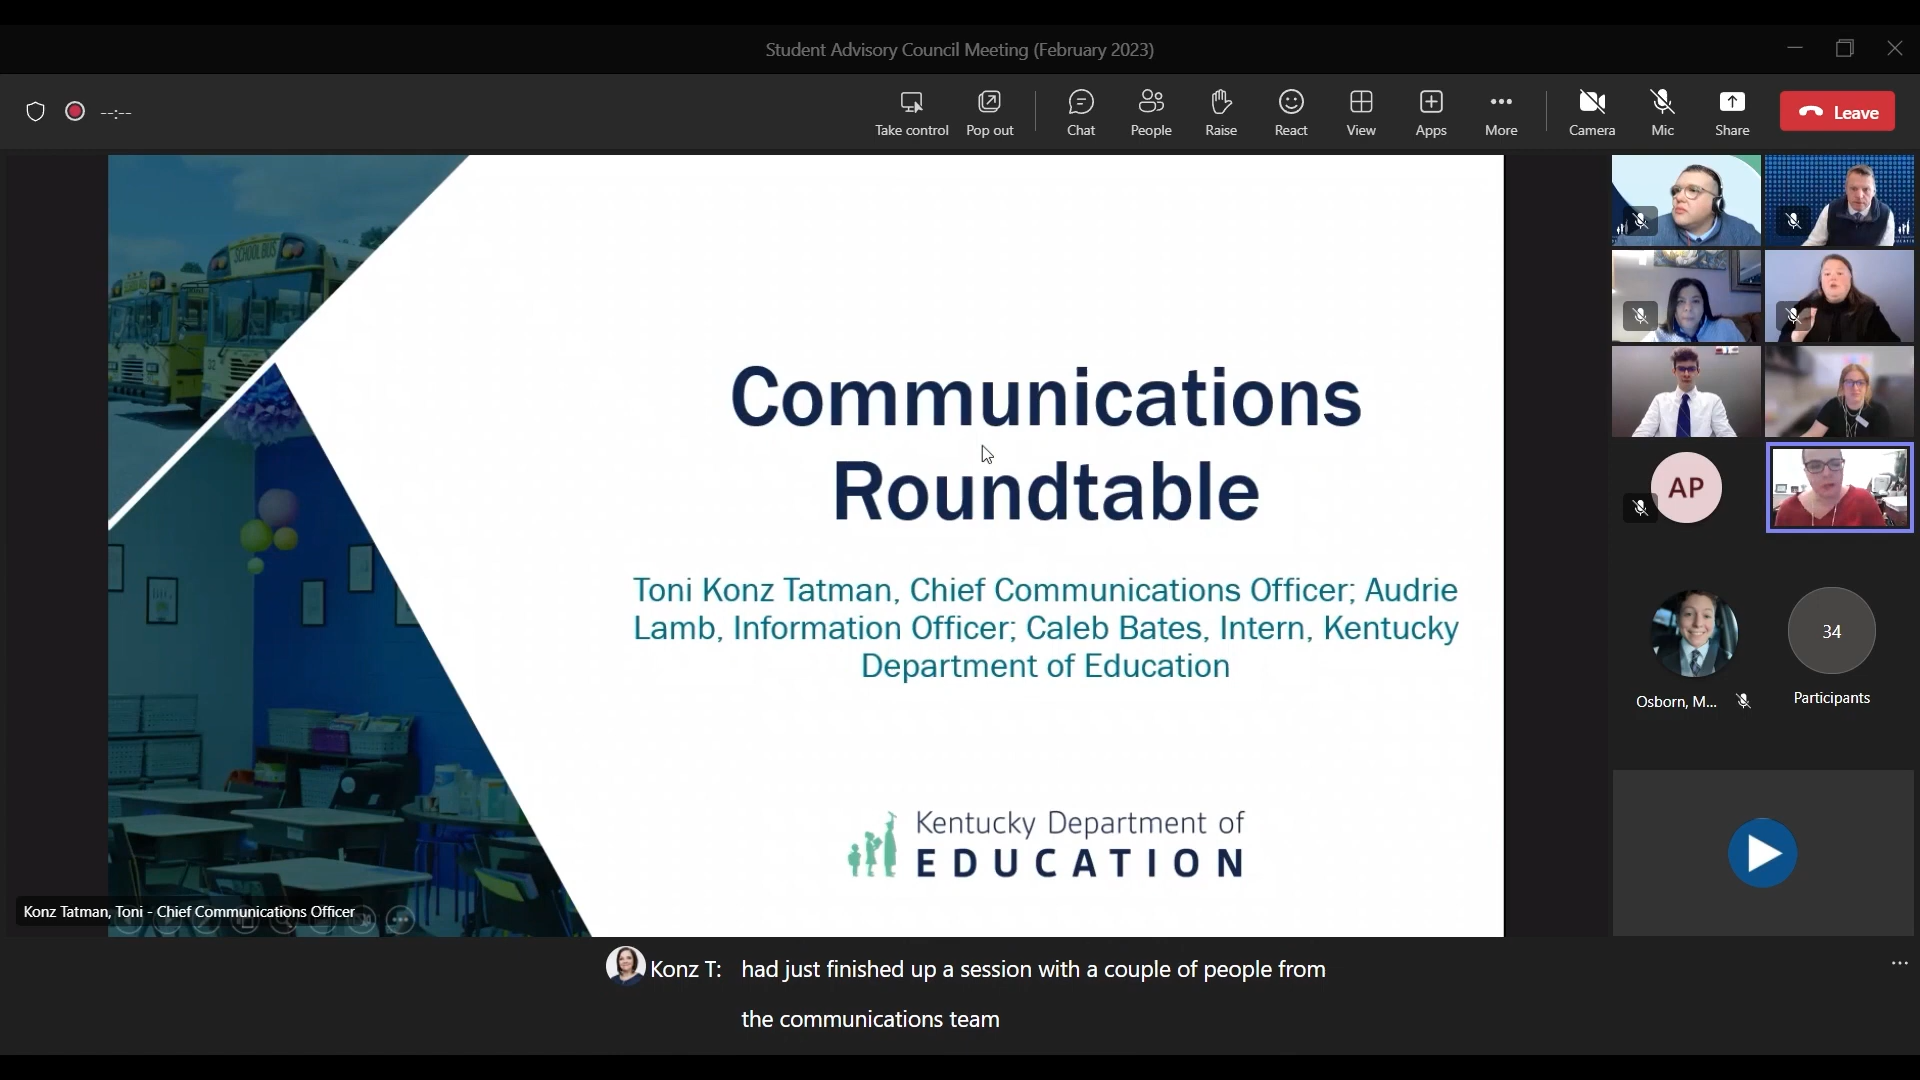 Student Advisory Council Meeting (February 2023)
--:--
Take control
Pop out
Chat
People
Raise
React
View
Apps
More
Camera
Mic
Share
Leave
SCHOOL BUS
Communications
Roundtable
Toni Konz Tatman, Chief Communications Officer; Audrie
Lamb, Information Officer; Caleb Bates, Intern, Kentucky
Department of Education
Kentucky Department of
EDUCATION
Konz Tatman, Toni - Chief Communications Officer
AP
34
Osborn, M...
Participants
Konz T: had just finished up a session with a couple of people from
the communications team